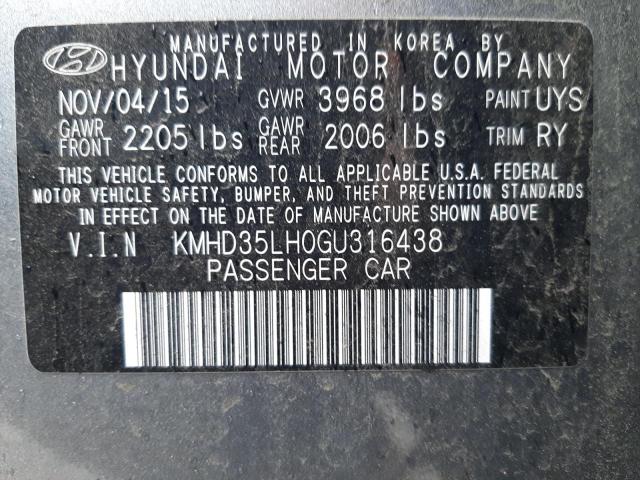 MANUFACTURED IN KOREA BY
HYUNDAI MOTOR COMPANY
NOV/04/15 GVWR 3968 lbs PAINT UYS
GAWR FRONT 2205 lbs GAWR REAR 2006 lbs TRIM RY
THIS VEHICLE CONFORMS TO ALL APPLICABLE U.S.A. FEDERAL
MOTOR VEHICLE SAFETY, BUMPER, AND THEFT PREVENTION STANDARDS
IN EFFECT ON THE DATE OF MANUFACTURE SHOWN ABOVE.
V.I.N KMHD35LH0GU316438
PASSENGER CAR